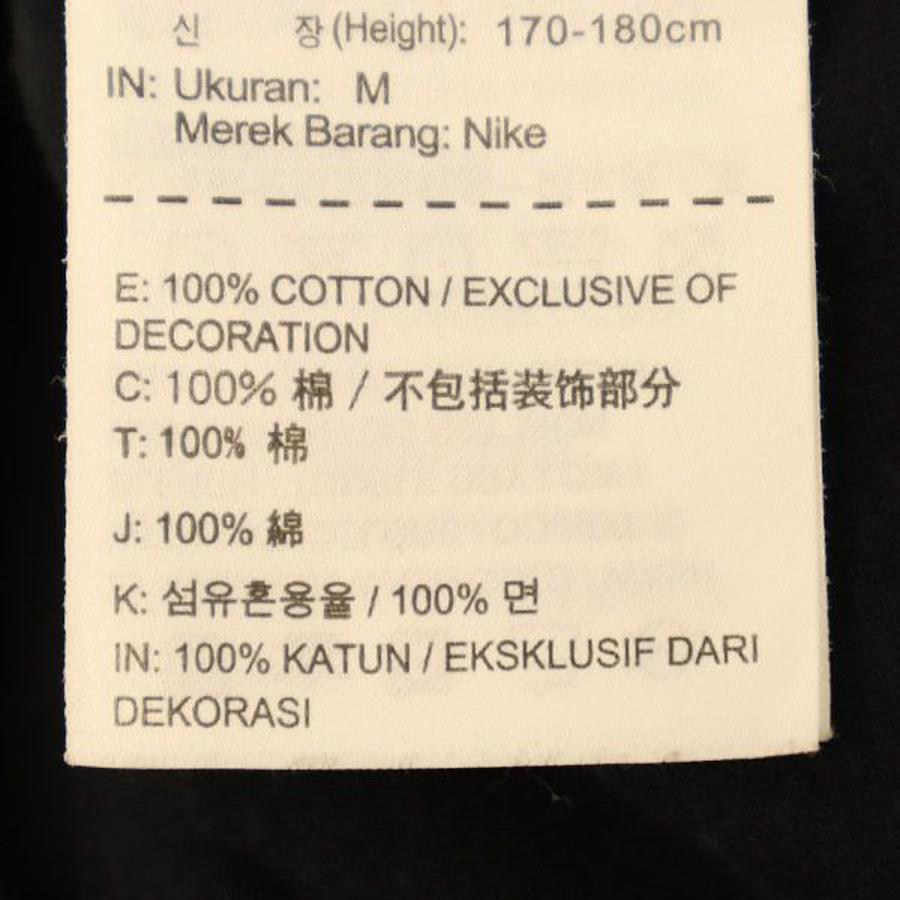 신 장 (Height): 170-180cm
IN: Ukuran: M
Merek Barang: Nike
E: 100% COTTON / EXCLUSIVE OF
DECORATION
C: 100% 棉 / 不包括装饰部分
T: 100% 棉
J: 100% 綿
K: 섬유혼용율 / 100% 면
IN: 100% KATUN / EKSKLUSIF DARI
DEKORASI